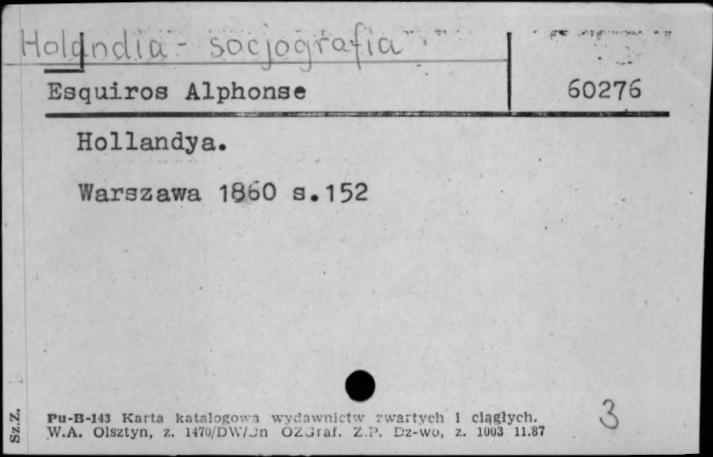 Holandia - socjografia
Esquiros Alphonse 60276
Hollandya.
Warszawa 1860 s.152
Sz.Z.
Pu-B-143 Karta katalogowa wydawnictw zwartych i ciągłych.
W.A. Olsztyn, z. 1470/DW/Dn OZGraf. Z.P. Dz-wo, z. 1003 11.87
3